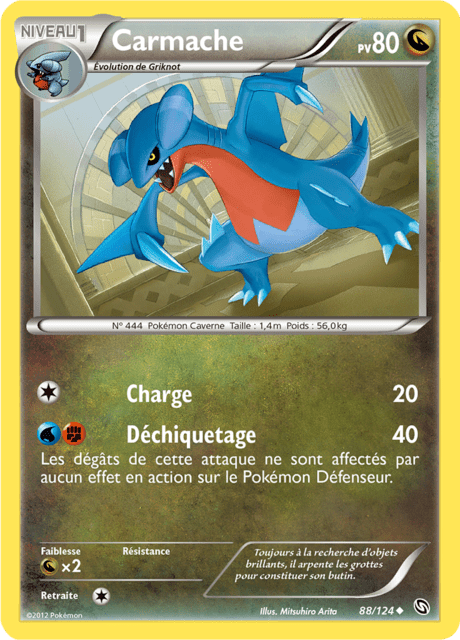 NIVEAU 1
Carmache
PV80
Évolution de Griknot
N° 444 Pokémon Caverne Taille : 1,4m Poids : 56,0kg
Charge 20
Déchiquetage 40
Les dégâts de cette attaque ne sont affectés par
aucun effet en action sur le Pokémon Défenseur.
Faiblesse Résistance
×2
Retraite
Toujours à la recherche d'objets
brillants, il arpente les grottes
pour constituer son butin.
©2012 Pokémon
Illus. Mitsuhiro Arita 88/124